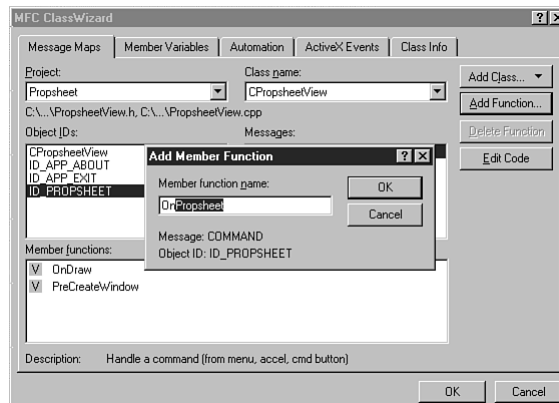 MFC ClassWizard
Message Maps
Member Variables
Automation
ActiveX Events
Class Info
Project:
Class name:
Add Class...
Propsheet
CPropsheetView
Add Function...
C:\...\PropsheetView.h, C:\...\PropsheetView.cpp
Object IDs:
Messages:
Delete Function
CPropsheetView
ID_APP_ABOUT
ID_APP_EXIT
ID_PROPSHEET
Edit Code
Add Member Function
Member function name:
OK
OnPropsheet
Cancel
Message: COMMAND
Object ID: ID_PROPSHEET
Member functions:
V OnDraw
V PreCreateWindow
Description: Handle a command (from menu, accel, cmd button)
OK
Cancel